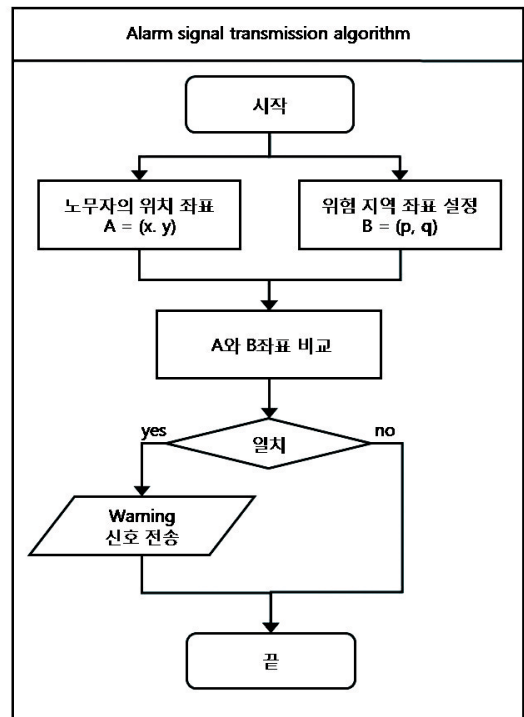 Alarm signal transmission algorithm
시작
노무자의 위치 좌표
A = (x. y)
위험 지역 좌표 설정
B = (p, q)
A와 B좌표 비교
yes
일치
no
Warning
신호 전송
끝